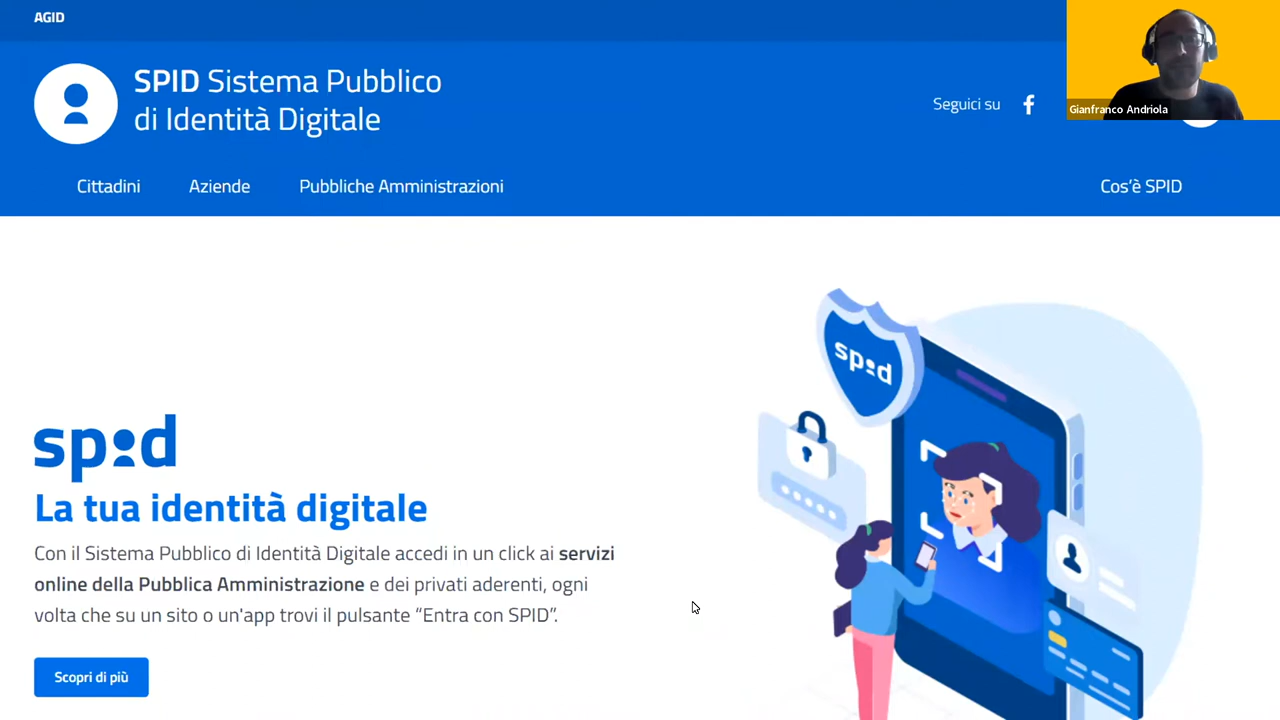 AGID
SPID Sistema Pubblico
di Identità Digitale
Seguici su
Gianfranco Andriola
Cittadini
Aziende
Pubbliche Amministrazioni
Cos'è SPID
spid
spid
La tua identità digitale
Con il Sistema Pubblico di Identità Digitale accedi in un click ai servizi
online della Pubblica Amministrazione e dei privati aderenti, ogni
volta che su un sito o un'app trovi il pulsante “Entra con SPID”.
Scopri di più